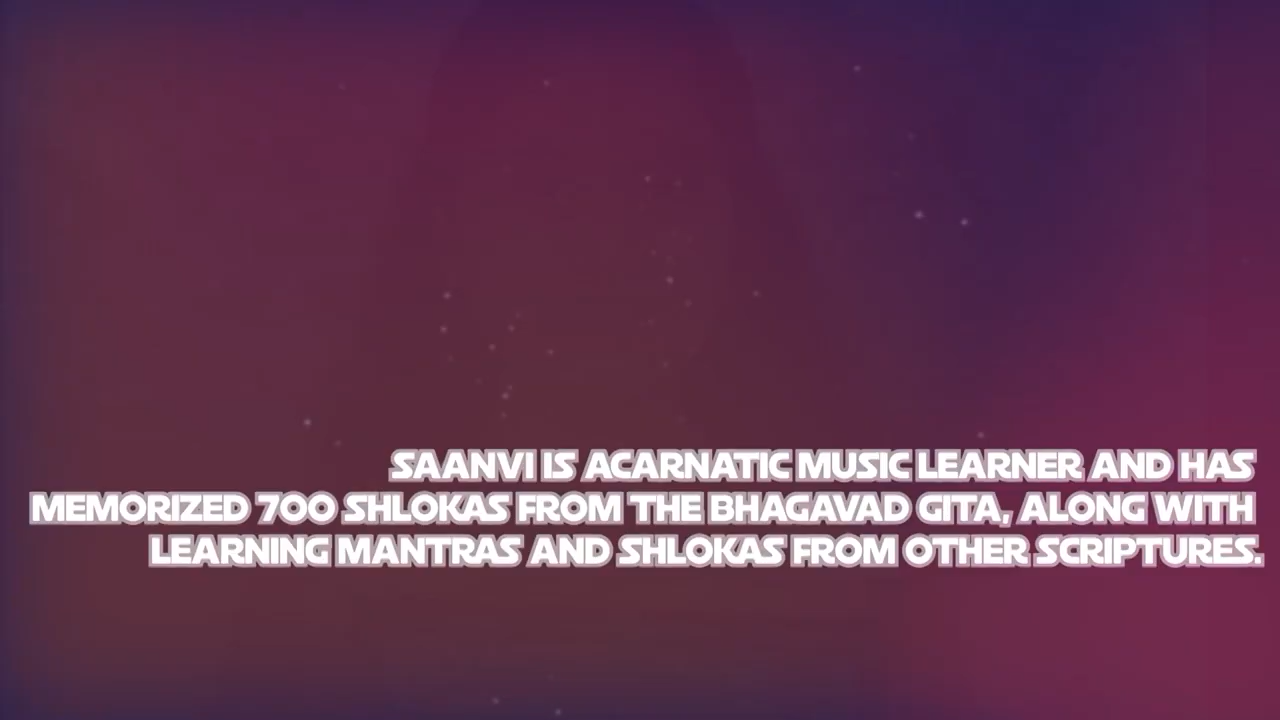 SAANVI IS ACARNATIC MUSIC LEARNER AND HAS
MEMORIZED 700 SHLOKAS FROM THE BHAGAVAD GITA, ALONG WITH
LEARNING MANTRAS AND SHLOKAS FROM OTHER SCRIPTURES.